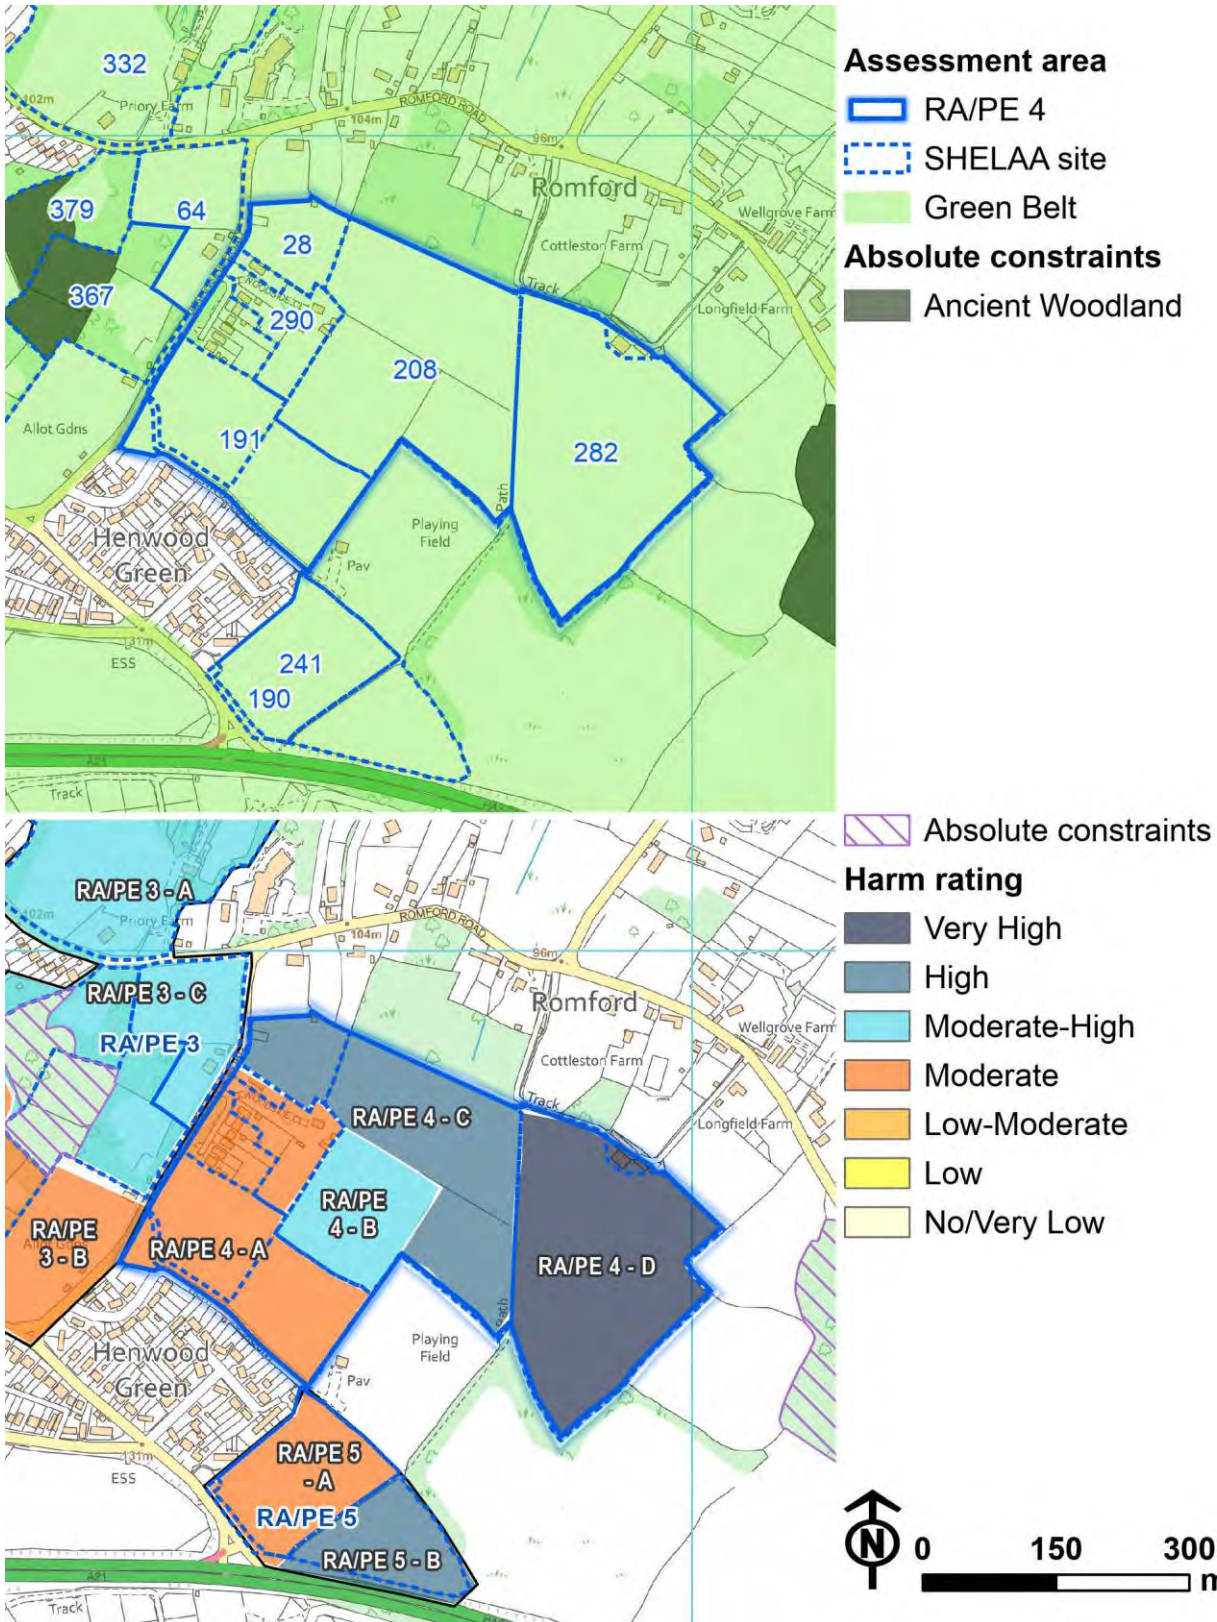 332
102m
Priory Farm
ROMFORD ROAD
104m
96m
Romford
379
64
Wellgrove Farm
28
Cottleston Farm
367
WOODSIDE CL
290
Track
Longfield Farm
208
Allot Gdns
191
282
Path
Playing
Field
Henwood
Green
Pav
131m
ESS
241
190
A21
Track
Assessment area
RA/PE 4
SHELAA site
Green Belt
Absolute constraints
Ancient Woodland
RA/PE 3 - A
102m
Priory Farm
ROMFORD ROAD
104m
96m
RA/PE 3 - C
Romford
RA/PE 3
Wellgrove Farm
Cottleston Farm
Track
RA/PE 4 - C
Longfield Farm
RA/PE
4 - B
RA/PE
3 - B
Allot Gdns
RA/PE 4 - A
RA/PE 4 - D
Path
Playing
Field
Henwood
Green
Pav
131m
ESS
RA/PE 5
- A
RA/PE 5
RA/PE 5 - B
A21
Track
Absolute constraints
Harm rating
Very High
High
Moderate-High
Moderate
Low-Moderate
Low
No/Very Low
N
0 150 300
m